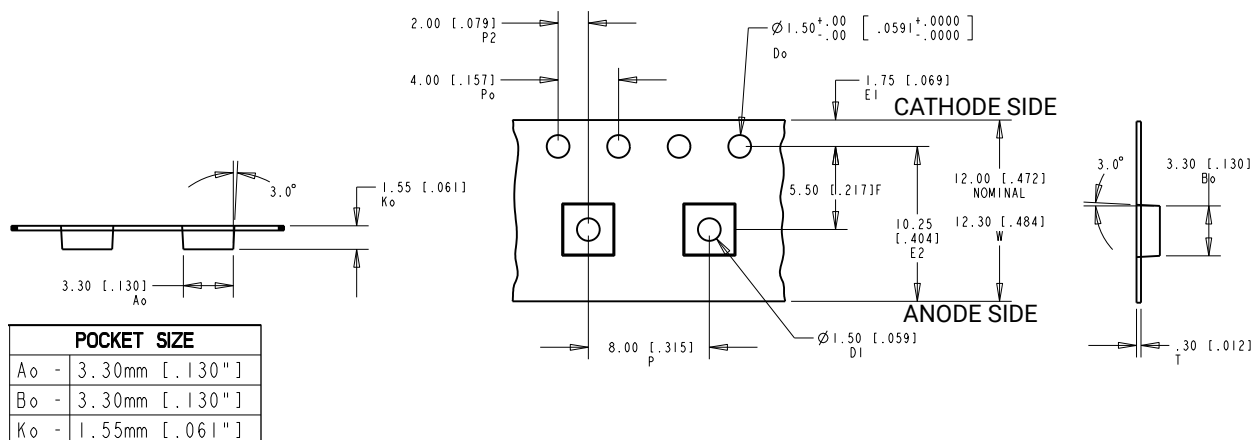 2.00 [.079]
P2
4.00 [.157]
Po
Ø1.50 +.00 -.00 [ .0591 +.0000 -.0000 ]
Do
1.75 [.069]
E1
CATHODE SIDE
3.0°
1.55 [.061]
Ko
3.30 [.130]
Ao
5.50 [.217]F
10.25
[.404]
E2
12.00 [.472]
NOMINAL
12.30 [.484]
W
ANODE SIDE
8.00 [.315]
P
Ø1.50 [.059]
D1
3.0°
3.30 [.130]
Bo
.30 [.012]
T
POCKET SIZE
Ao - 3.30mm [.130"]
Bo - 3.30mm [.130"]
Ko - 1.55mm [.061"]